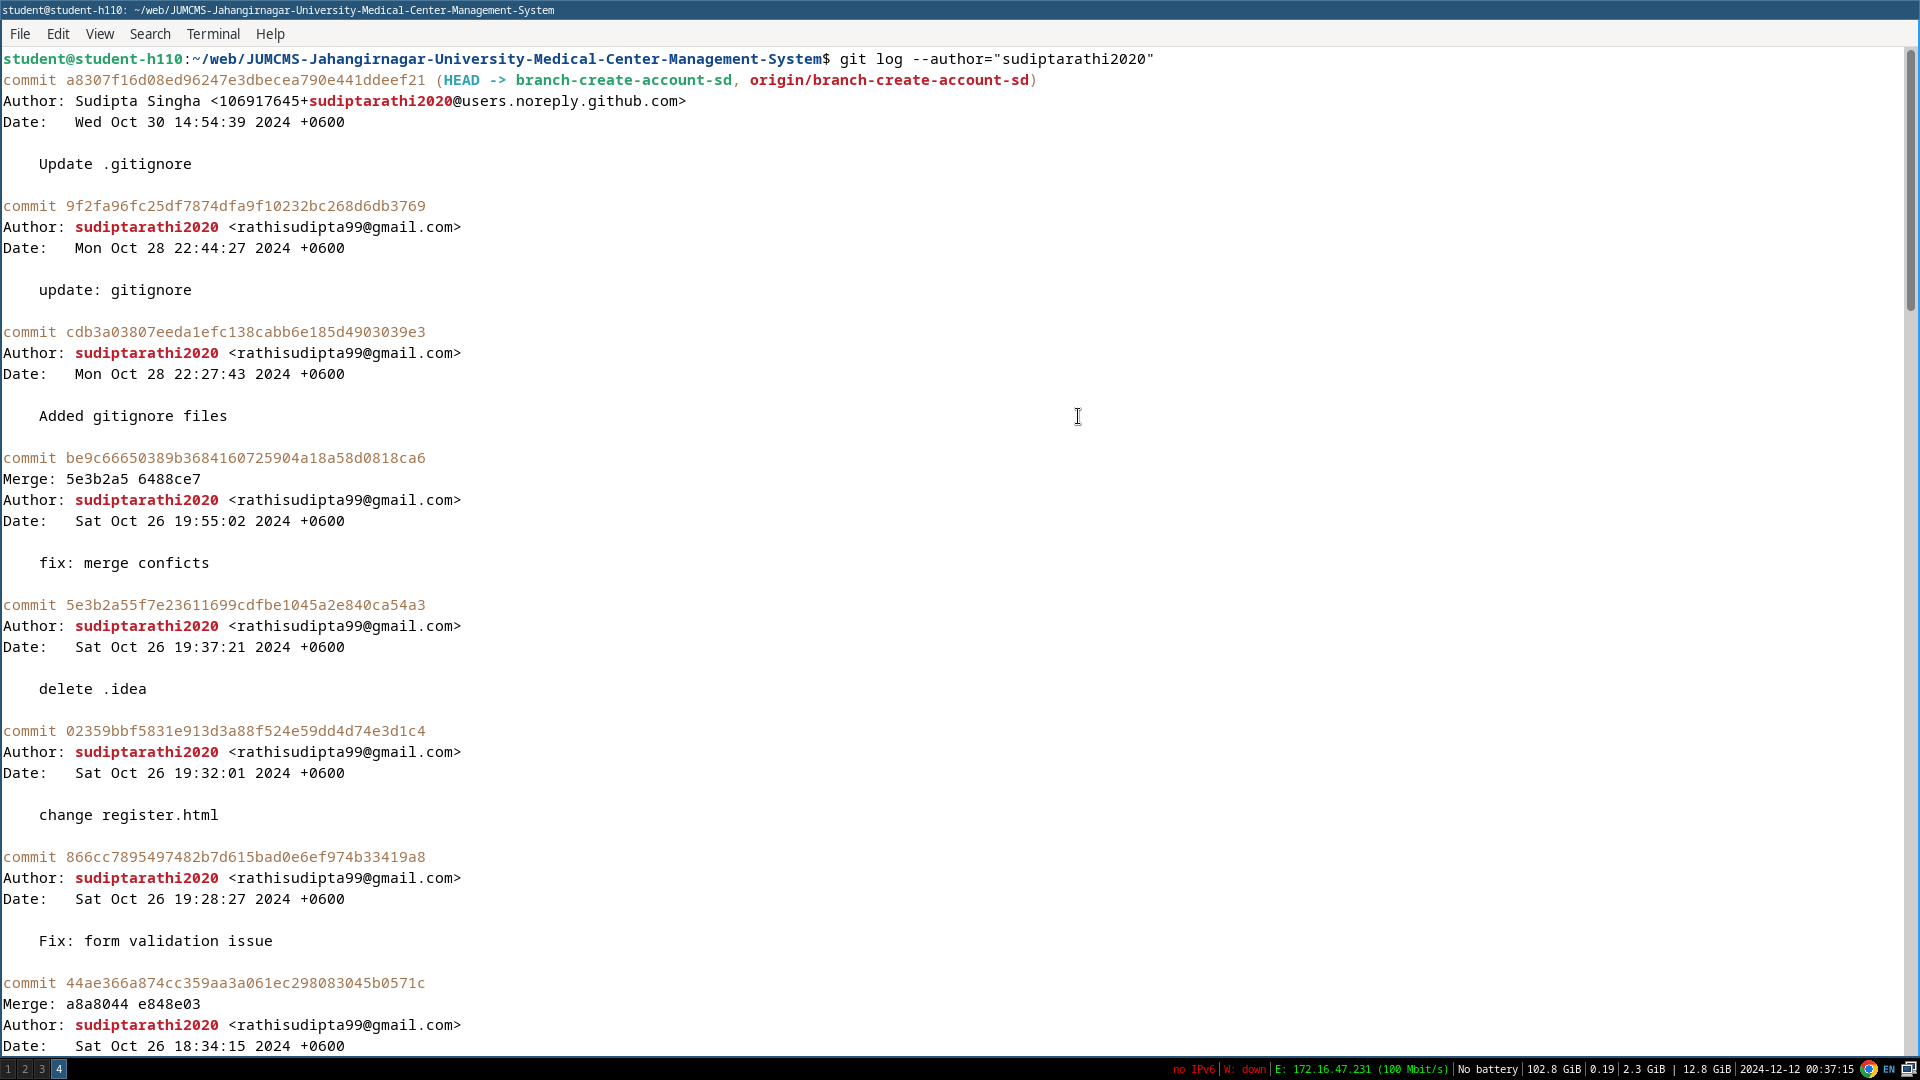 student@student-h110: ~/web/JUMCMS-Jahangirnagar-University-Medical-Center-Management-System
File Edit View Search Terminal Help
student@student-h110:~/web/JUMCMS-Jahangirnagar-University-Medical-Center-Management-System$ git log --author="sudiptarathi2020"
commit a8307f16d08ed96247e3dbecea790e441ddeef21 (HEAD -> branch-create-account-sd, origin/branch-create-account-sd)
Author: Sudipta Singha <106917645+sudiptarathi2020@users.noreply.github.com>
Date:   Wed Oct 30 14:54:39 2024 +0600
    Update .gitignore
commit 9f2fa96fc25df7874dfa9f10232bc268d6db3769
Author: sudiptarathi2020 <rathisudipta99@gmail.com>
Date:   Mon Oct 28 22:44:27 2024 +0600
    update: gitignore
commit cdb3a03807eeda1efc138cabb6e185d4903039e3
Author: sudiptarathi2020 <rathisudipta99@gmail.com>
Date:   Mon Oct 28 22:27:43 2024 +0600
    Added gitignore files
commit be9c66650389b3684160725904a18a58d0818ca6
Merge: 5e3b2a5 6488ce7
Author: sudiptarathi2020 <rathisudipta99@gmail.com>
Date:   Sat Oct 26 19:55:02 2024 +0600
    fix: merge conficts
commit 5e3b2a55f7e23611699cdfbe1045a2e840ca54a3
Author: sudiptarathi2020 <rathisudipta99@gmail.com>
Date:   Sat Oct 26 19:37:21 2024 +0600
    delete .idea
commit 02359bbf5831e913d3a88f524e59dd4d74e3d1c4
Author: sudiptarathi2020 <rathisudipta99@gmail.com>
Date:   Sat Oct 26 19:32:01 2024 +0600
    change register.html
commit 866cc7895497482b7d615bad0e6ef974b33419a8
Author: sudiptarathi2020 <rathisudipta99@gmail.com>
Date:   Sat Oct 26 19:28:27 2024 +0600
    Fix: form validation issue
commit 44ae366a874cc359aa3a061ec298083045b0571c
Merge: a8a8044 e848e03
Author: sudiptarathi2020 <rathisudipta99@gmail.com>
Date:   Sat Oct 26 18:34:15 2024 +0600
1 2 3 4 no IPv6 | W: down | E: 172.16.47.231 (100 Mbit/s) | No battery | 102.8 GiB | 0.19 | 2.3 GiB | 12.8 GiB | 2024-12-12 00:37:15 EN